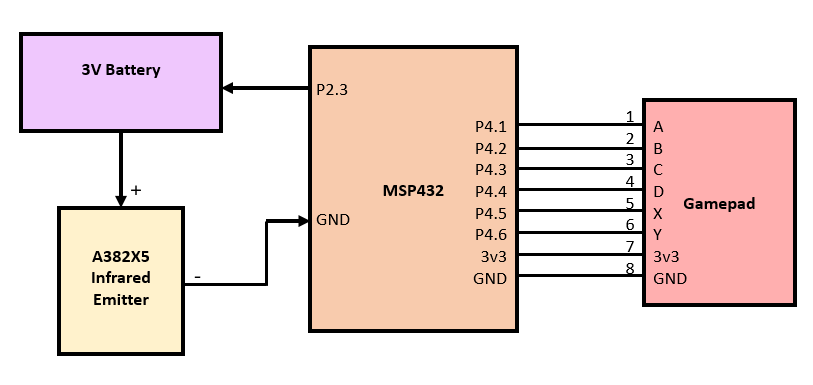 3V Battery
P2.3
+
A382X5
Infrared
Emitter
-
GND
MSP432
P4.1
P4.2
P4.3
P4.4
P4.5
P4.6
3v3
GND
1
2
3
4
5
6
7
8
A
B
C
D
X
Y
3v3
GND
Gamepad